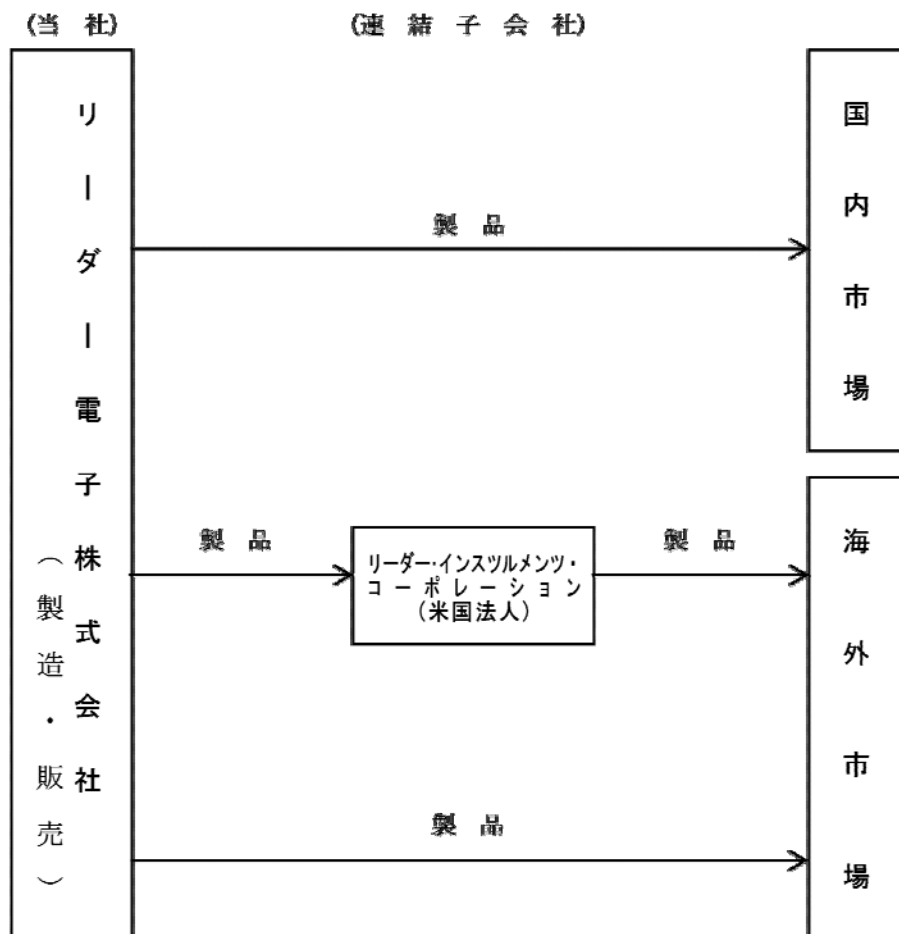 (当 社)
(連 結 子 会 社)
リーダー電子株式会社
（製造・販売）
製 品
国内市場
製 品
リーダー・インスツルメンツ・
コーポレーション
(米国法人)
製 品
海外市場
製 品